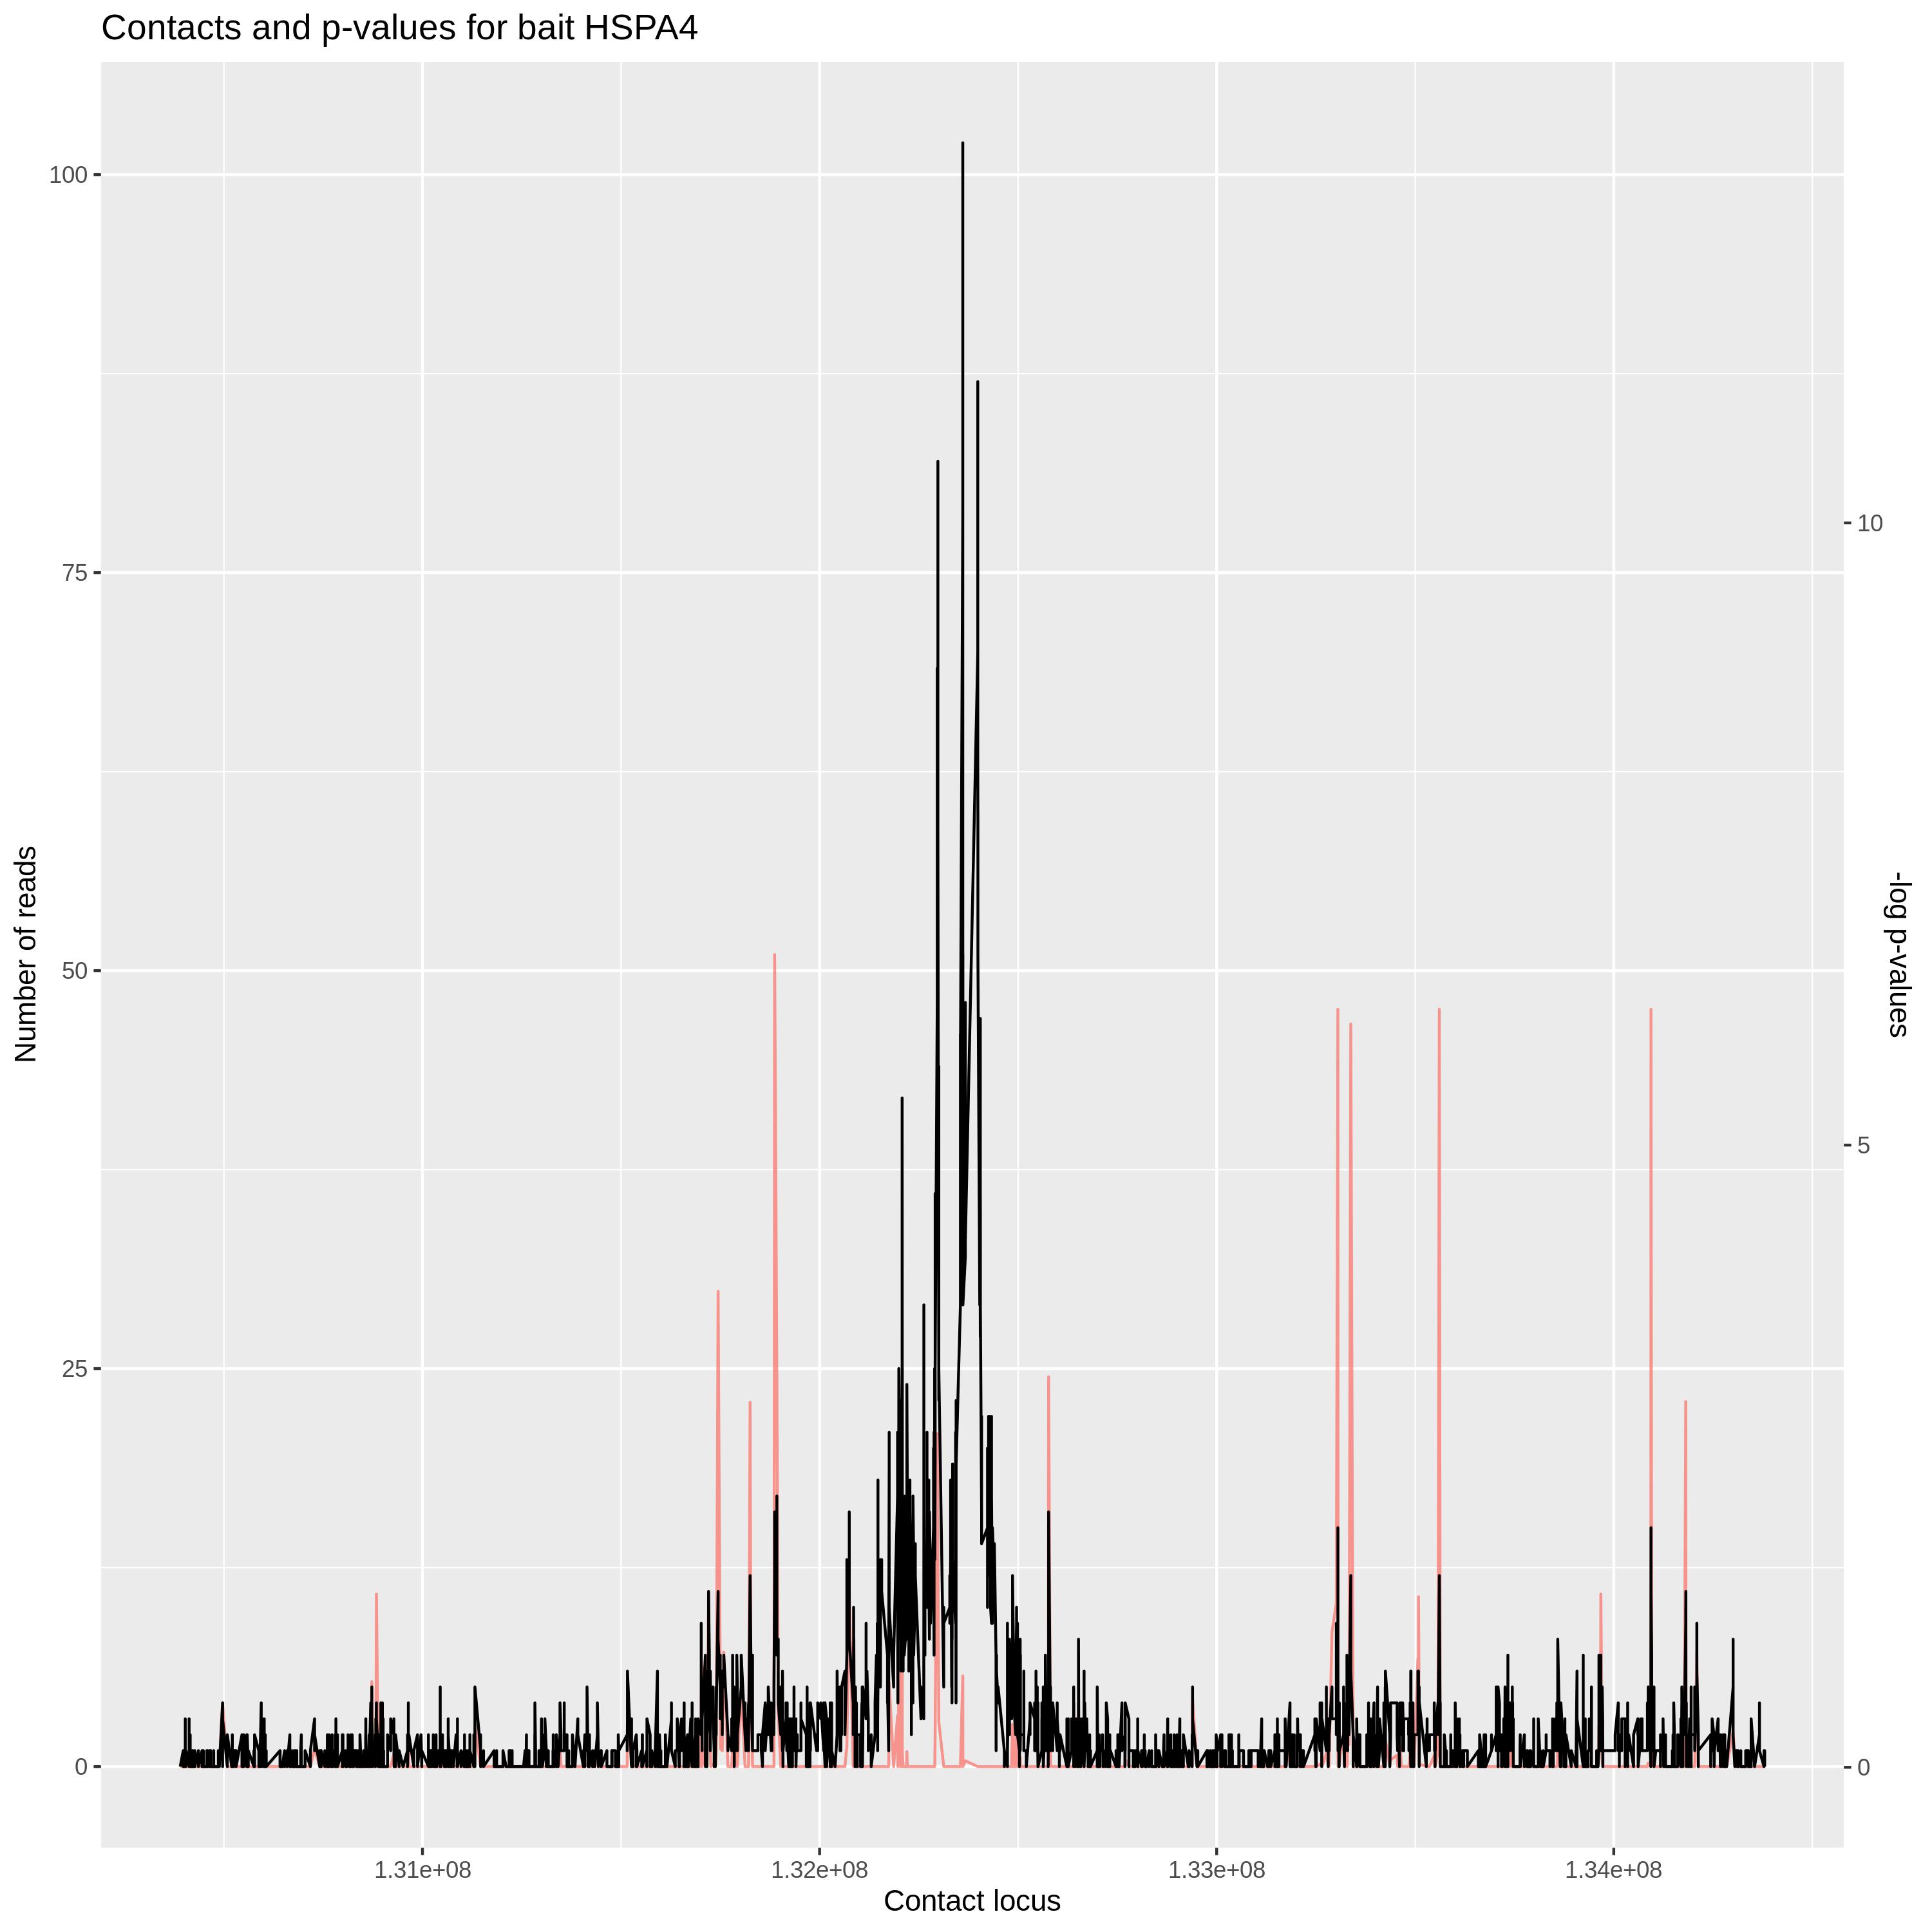 Contacts and p-values for bait HSPA4
100
75
50
25
0
Number of reads
10
5
0
-log p-values
1.31e+08
1.32e+08
1.33e+08
1.34e+08
Contact locus